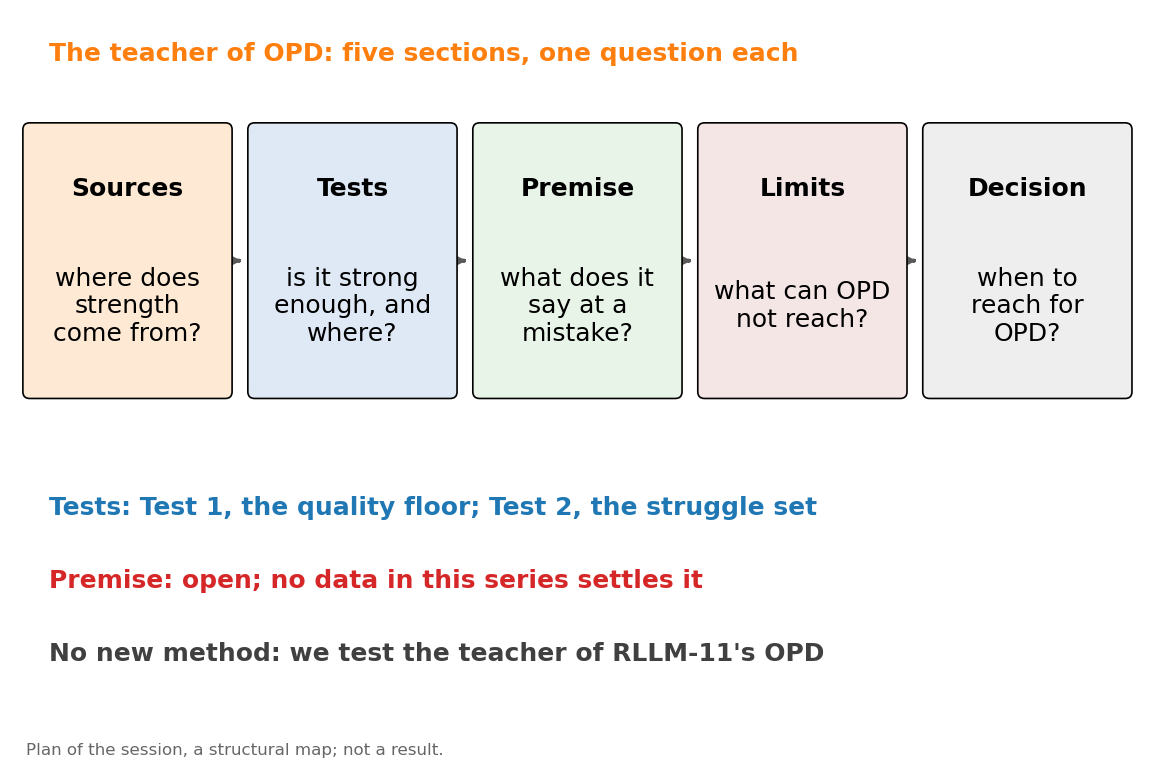 The teacher of OPD: five sections, one question each
Sources
where does
strength
come from?
Tests
is it strong
enough, and
where?
Premise
what does it
say at a
mistake?
Limits
what can OPD
not reach?
Decision
when to
reach for
OPD?
Tests: Test 1, the quality floor; Test 2, the struggle set
Premise: open; no data in this series settles it
No new method: we test the teacher of RLLM-11's OPD
Plan of the session, a structural map; not a result.